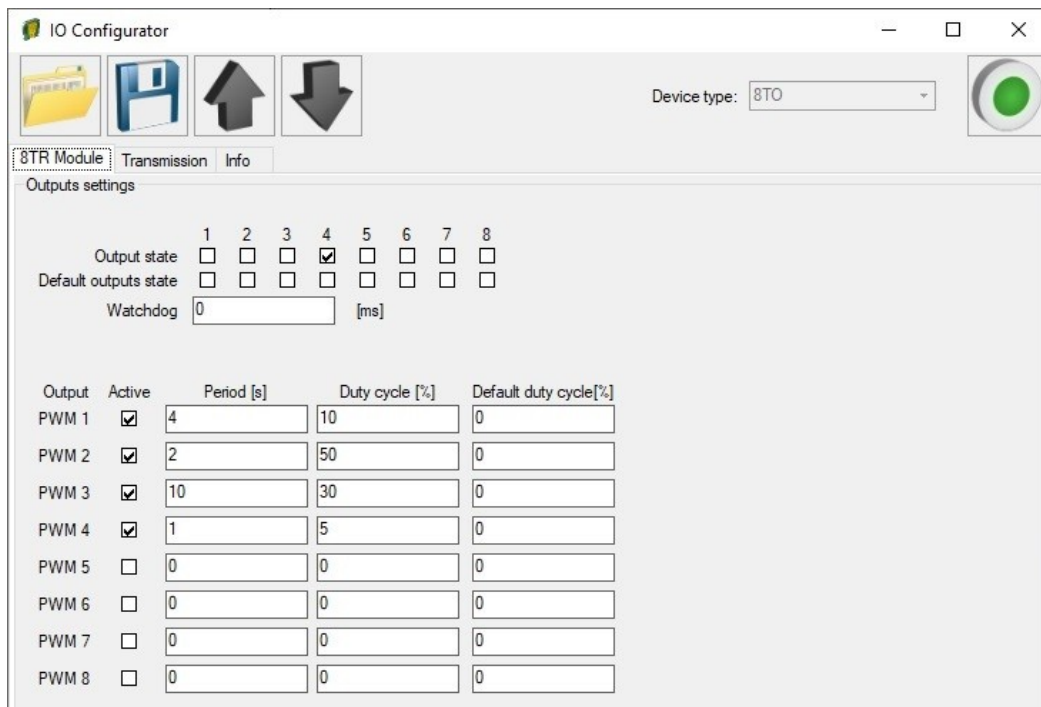 IO Configurator
Device type: 8TO
8TR Module Transmission Info
Outputs settings
1 2 3 4 5 6 7 8
Output state
Default outputs state
Watchdog 0 [ms]
Output Active Period [s] Duty cycle [%] Default duty cycle[%]
PWM 1 4 10 0
PWM 2 2 50 0
PWM 3 10 30 0
PWM 4 1 5 0
PWM 5 0 0 0
PWM 6 0 0 0
PWM 7 0 0 0
PWM 8 0 0 0